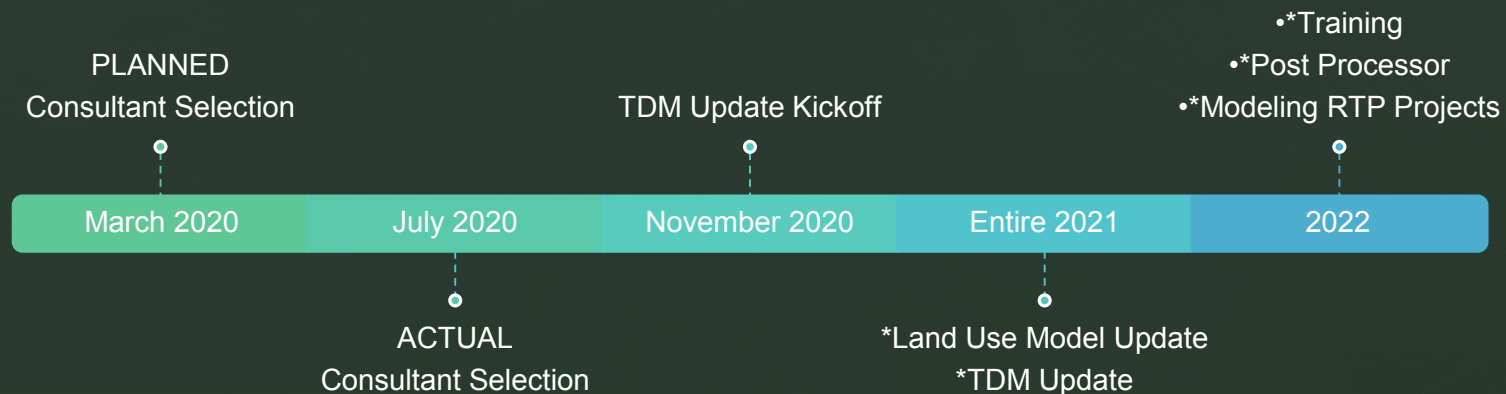 •*Training
•*Post Processor
•*Modeling RTP Projects
PLANNED
Consultant Selection
TDM Update Kickoff
March 2020
July 2020
November 2020
Entire 2021
2022
ACTUAL
Consultant Selection
*Land Use Model Update
*TDM Update